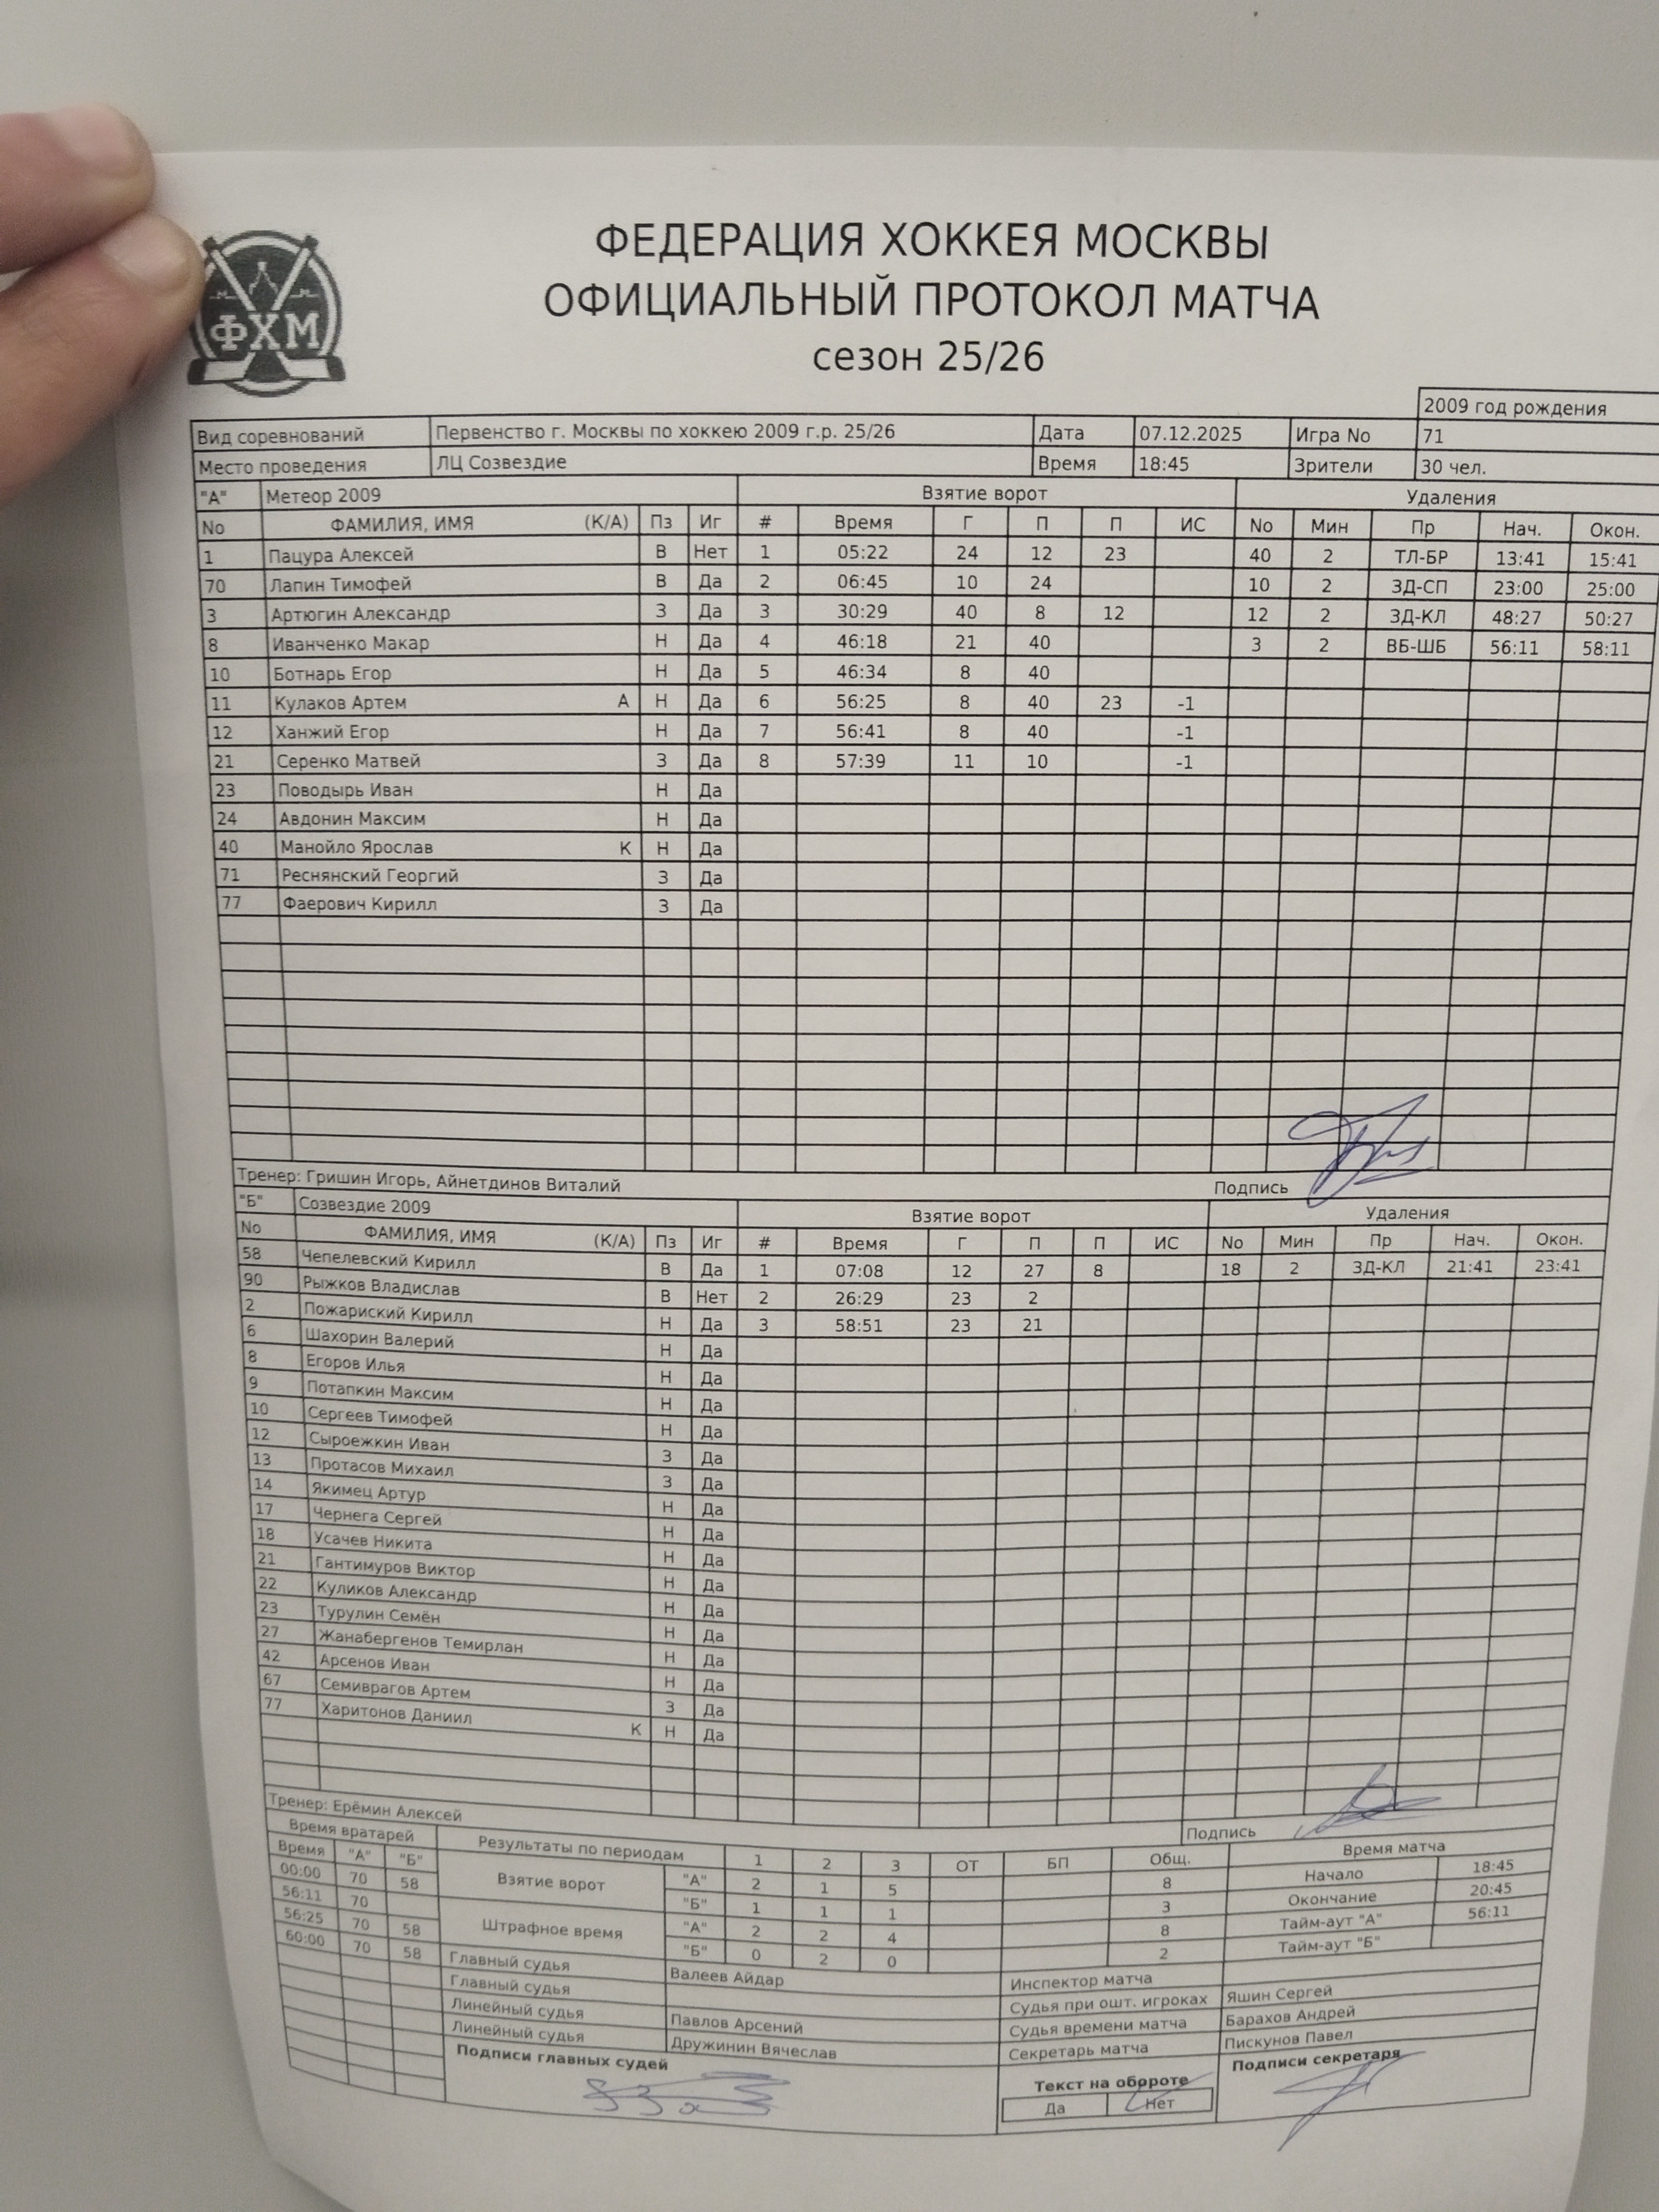 ФХМ
ФЕДЕРАЦИЯ ХОККЕЯ МОСКВЫ
ОФИЦИАЛЬНЫЙ ПРОТОКОЛ МАТЧА
сезон 25/26
2009 год рождения
Вид соревнований Первенство г. Москвы по хоккею 2009 г.р. 25/26 Дата 07.12.2025 Игра No 71
Место проведения ЛЦ Созвездие Время 18:45 Зрители 30 чел.
"А" Метеор 2009 Взятие ворот Удаления
No ФАМИЛИЯ, ИМЯ (К/А) Пз Иг # Время Г П П ИС No Мин Пр Нач. Окон.
1 Пацура Алексей В Нет 1 05:22 24 12 23 40 2 ТЛ-БР 13:41 15:41
70 Лапин Тимофей В Да 2 06:45 10 24 10 2 ЗД-СП 23:00 25:00
3 Артюгин Александр З Да 3 30:29 40 8 12 12 2 ЗД-КЛ 48:27 50:27
8 Иванченко Макар Н Да 4 46:18 21 40 3 2 ВБ-ШБ 56:11 58:11
10 Ботнарь Егор Н Да 5 46:34 8 40
11 Кулаков Артем А Н Да 6 56:25 8 40 23 -1
12 Ханжий Егор Н Да 7 56:41 8 40 -1
21 Серенко Матвей З Да 8 57:39 11 10 -1
23 Поводырь Иван Н Да
24 Авдонин Максим Н Да
40 Манойло Ярослав К Н Да
71 Реснянский Георгий З Да
77 Фаерович Кирилл З Да
Тренер: Гришин Игорь, Айнетдинов Виталий Подпись
"Б" Созвездие 2009 Взятие ворот Удаления
No ФАМИЛИЯ, ИМЯ (К/А) Пз Иг # Время Г П П ИС No Мин Пр Нач. Окон.
58 Чепелевский Кирилл В Да 1 07:08 12 27 8 18 2 ЗД-КЛ 21:41 23:41
90 Рыжков Владислав В Нет 2 26:29 23 2
2 Пожариский Кирилл Н Да 3 58:51 23 21
6 Шахорин Валерий Н Да
8 Егоров Илья Н Да
9 Потапкин Максим Н Да
10 Сергеев Тимофей Н Да
12 Сыроежкин Иван З Да
13 Протасов Михаил З Да
14 Якимец Артур Н Да
17 Чернега Сергей Н Да
18 Усачев Никита Н Да
21 Гантимуров Виктор Н Да
22 Куликов Александр Н Да
23 Турулин Семён Н Да
27 Жанабергенов Темирлан Н Да
42 Арсенов Иван Н Да
67 Семиврагов Артем З Да
77 Харитонов Даниил К Н Да
Тренер: Ерёмин Алексей Подпись
Время вратарей Результаты по периодам 1 2 3 ОТ БП Общ. Время матча
Время "А" "Б" Взятие ворот "А" 2 1 5 8 Начало 18:45
00:00 70 58 "Б" 1 1 1 3 Окончание 20:45
56:11 70 Штрафное время "А" 2 2 4 8 Тайм-аут "А" 56:11
56:25 70 58 "Б" 0 2 0 2 Тайм-аут "Б"
60:00 70 58 Главный судья Валеев Айдар Инспектор матча
Главный судья Судья при ошт. игроках Яшин Сергей
Линейный судья Павлов Арсений Судья времени матча Барахов Андрей
Линейный судья Дружинин Вячеслав Секретарь матча Пискунов Павел
Подписи главных судей Текст на обороте Подписи секретаря
Да Нет